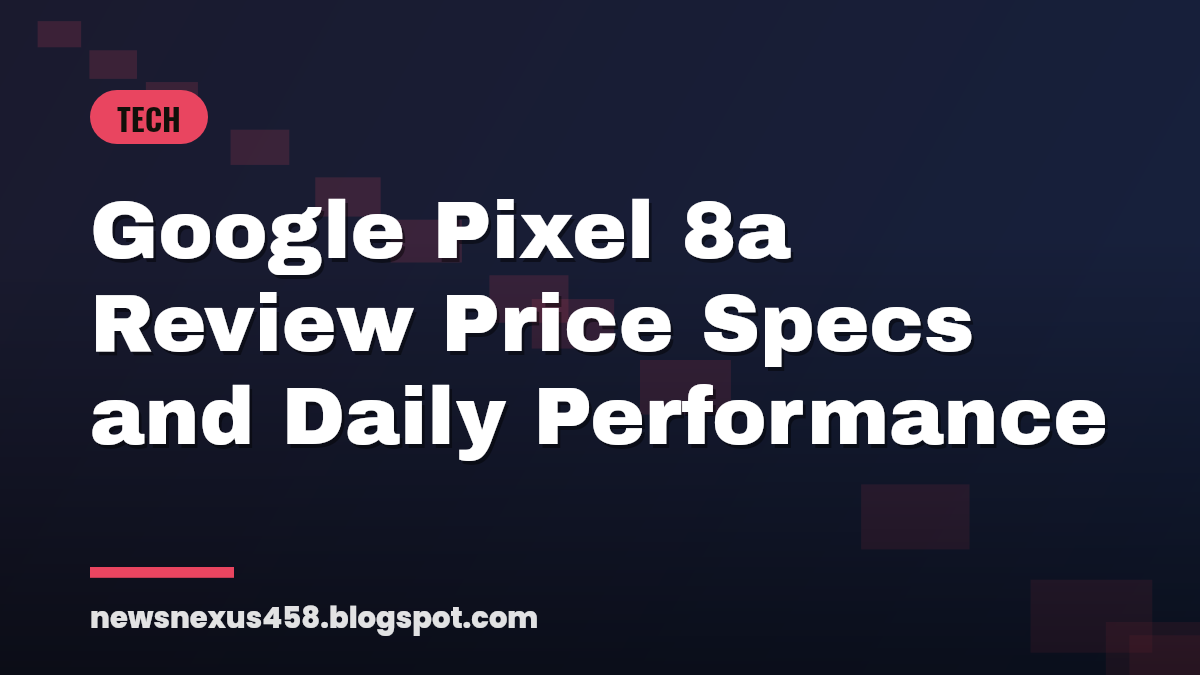 TECH
Google Pixel 8a
Review Price Specs
and Daily Performance
newsnexus458.blogspot.com